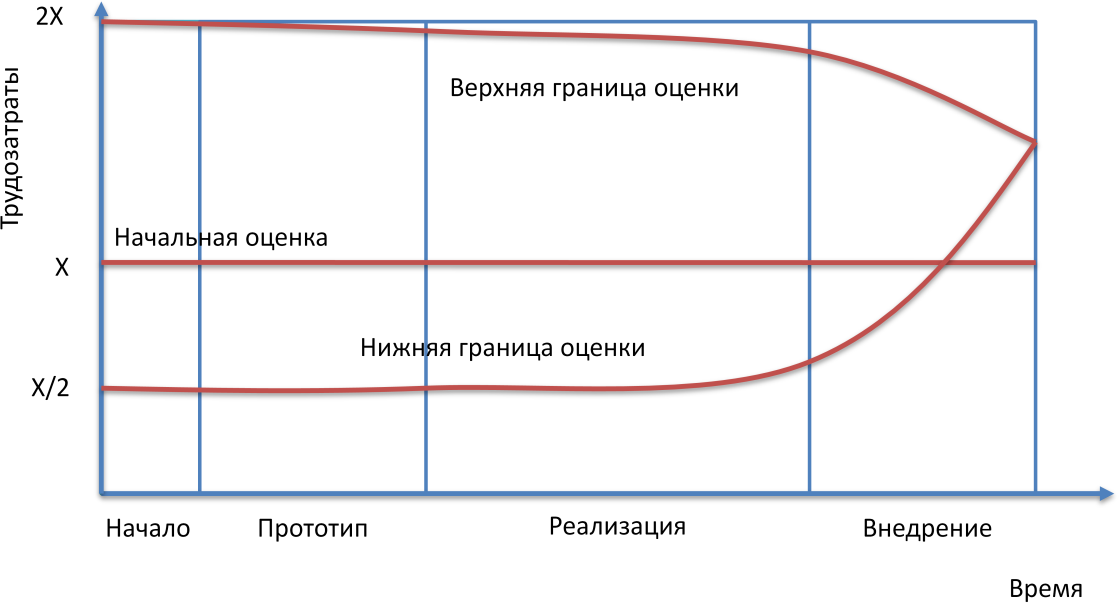 2X
Трудозатраты
Верхняя граница оценки
Начальная оценка
X
Нижняя граница оценки
X/2
Начало
Прототип
Реализация
Внедрение
Время